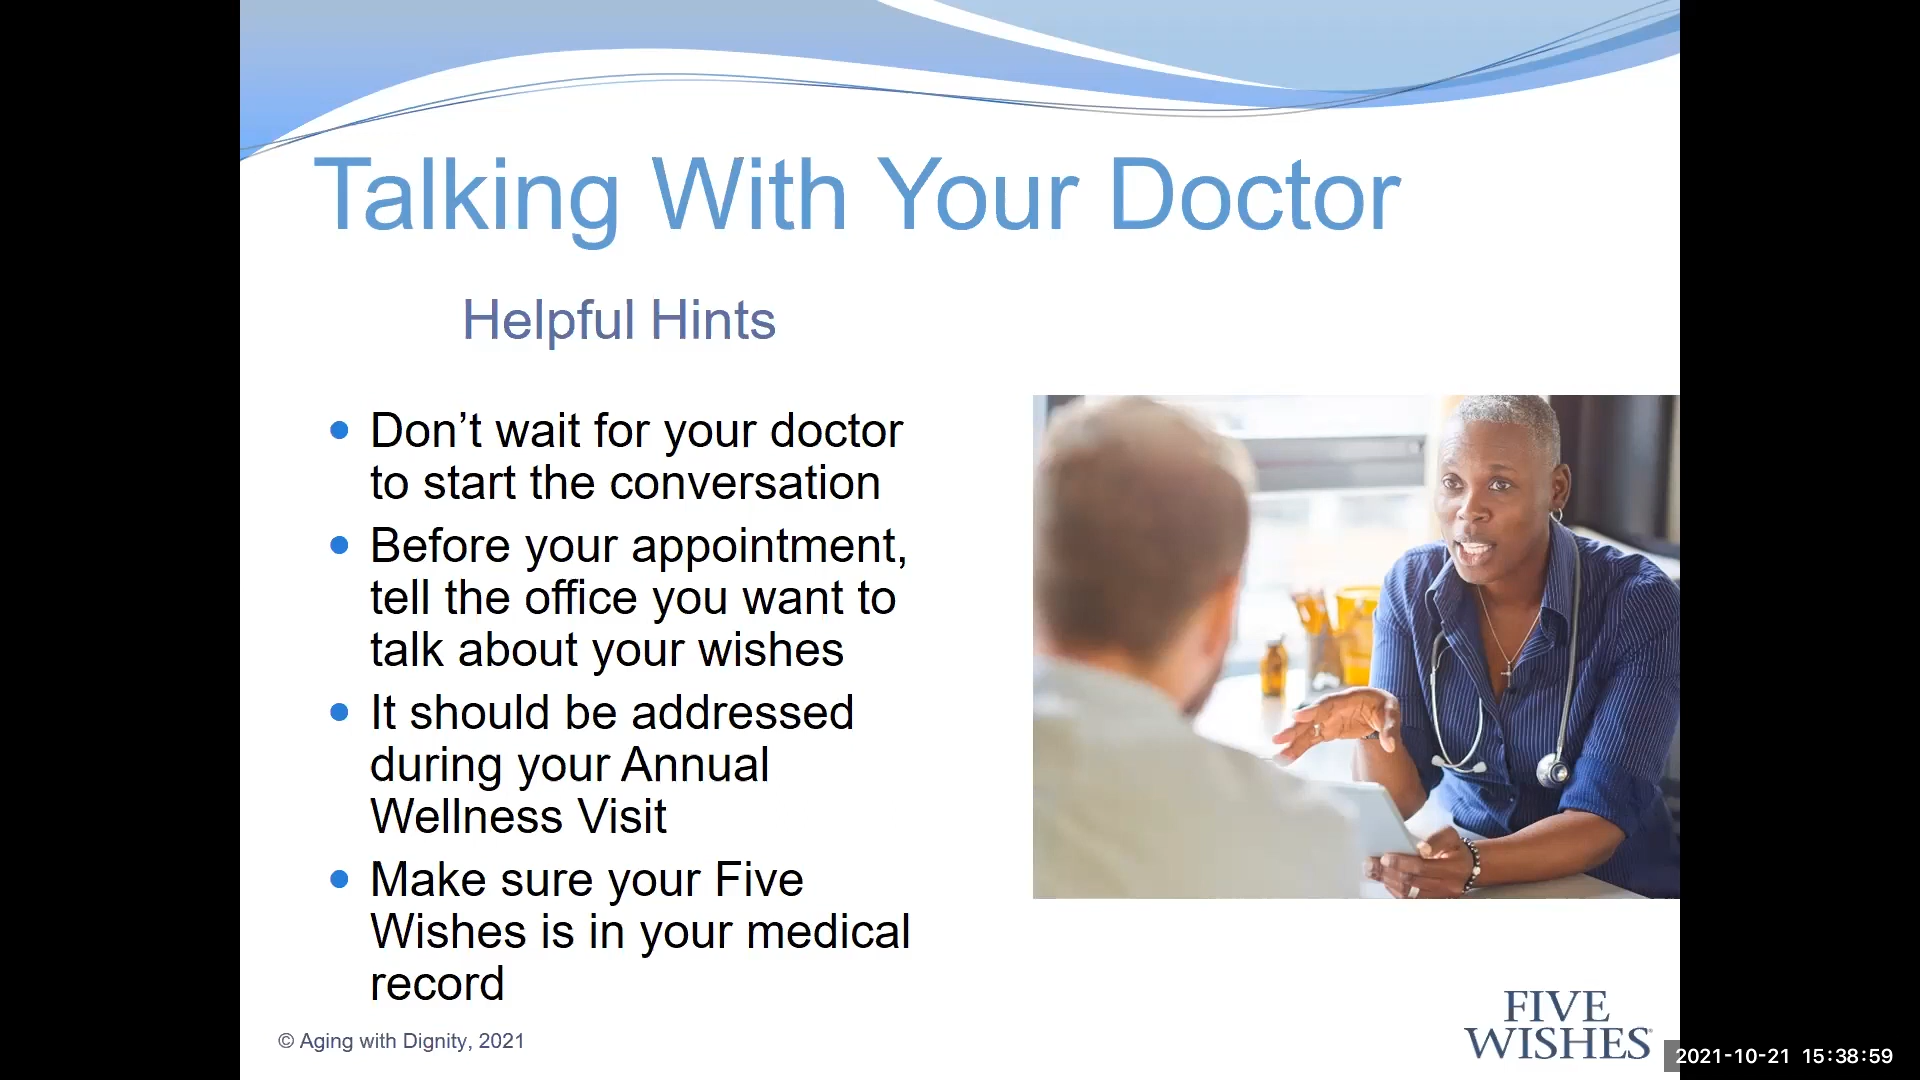 Talking With Your Doctor
Helpful Hints
Don’t wait for your doctor
to start the conversation
Before your appointment,
tell the office you want to
talk about your wishes
It should be addressed
during your Annual
Wellness Visit
Make sure your Five
Wishes is in your medical
record
© Aging with Dignity, 2021
FIVE
WISHES®
2021-10-21 15:38:59